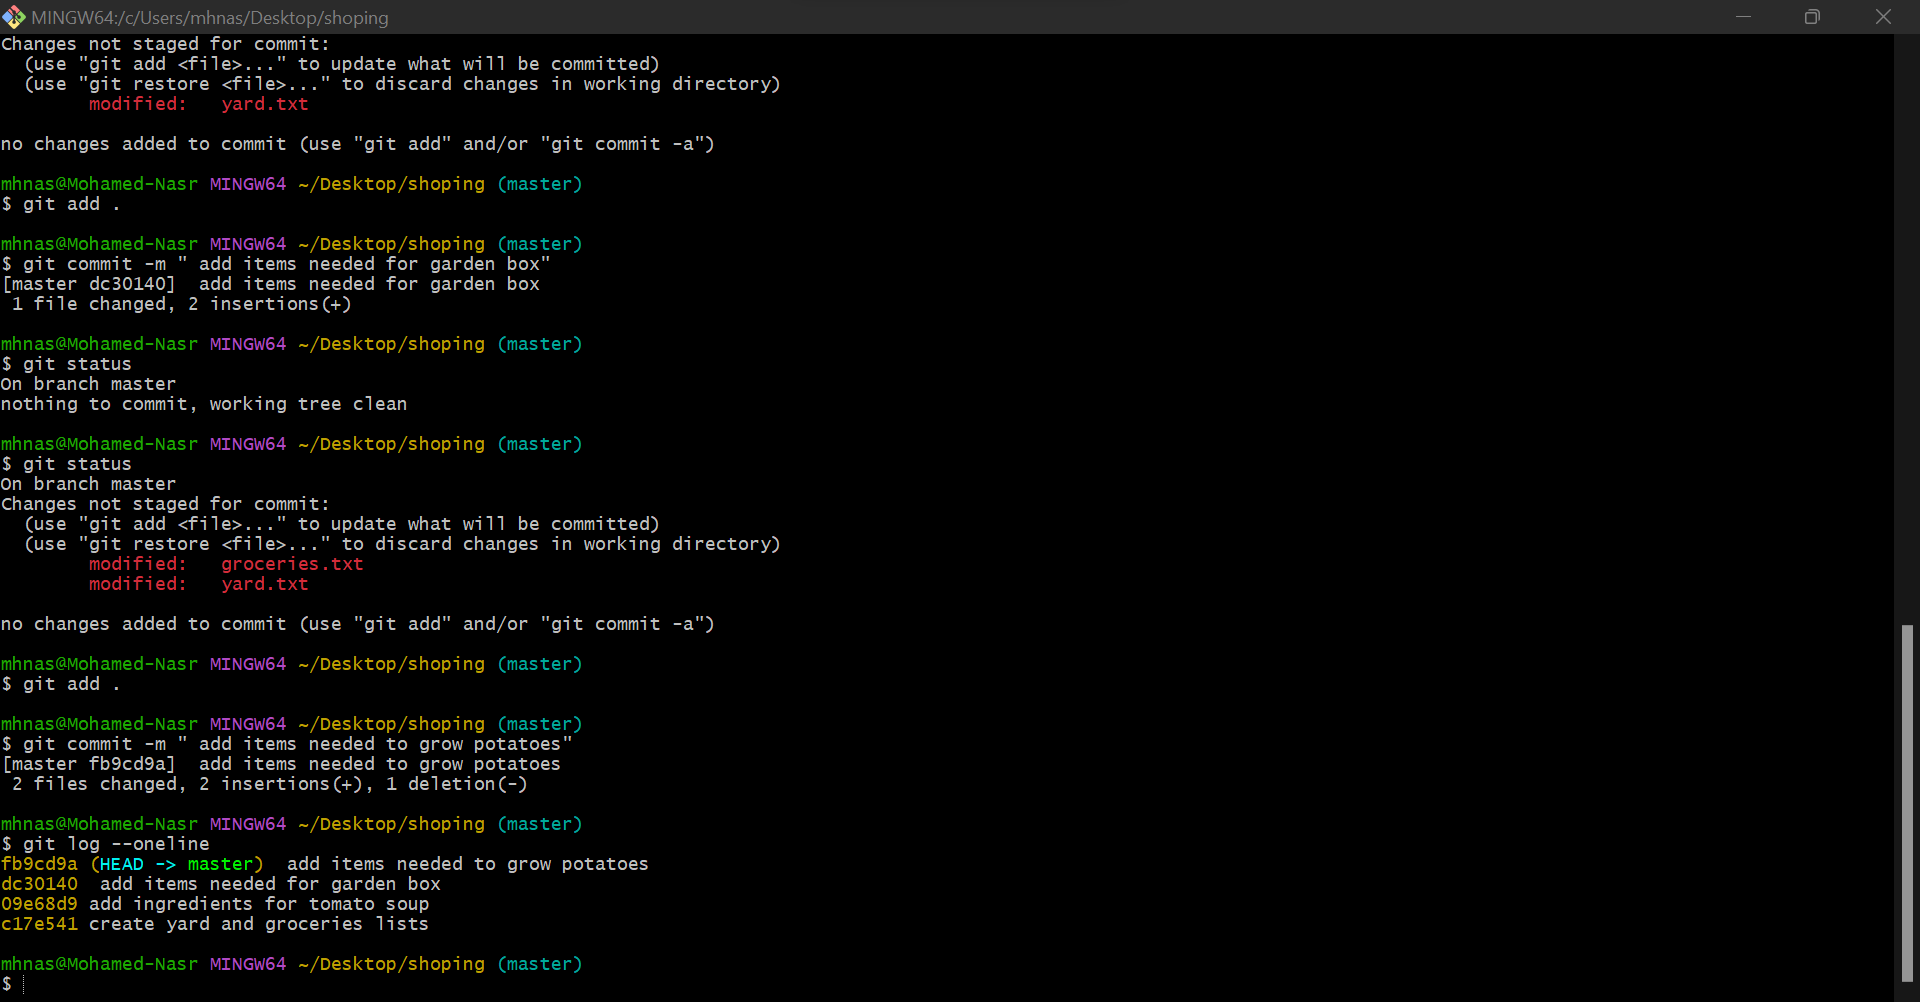 MINGW64:/c/Users/mhnas/Desktop/shoping
Changes not staged for commit:
  (use "git add <file>..." to update what will be committed)
  (use "git restore <file>..." to discard changes in working directory)
        modified:   yard.txt

no changes added to commit (use "git add" and/or "git commit -a")

mhnas@Mohamed-Nasr MINGW64 ~/Desktop/shoping (master)
$ git add .

mhnas@Mohamed-Nasr MINGW64 ~/Desktop/shoping (master)
$ git commit -m " add items needed for garden box"
[master dc30140]  add items needed for garden box
 1 file changed, 2 insertions(+)

mhnas@Mohamed-Nasr MINGW64 ~/Desktop/shoping (master)
$ git status
On branch master
nothing to commit, working tree clean

mhnas@Mohamed-Nasr MINGW64 ~/Desktop/shoping (master)
$ git status
On branch master
Changes not staged for commit:
  (use "git add <file>..." to update what will be committed)
  (use "git restore <file>..." to discard changes in working directory)
        modified:   groceries.txt
        modified:   yard.txt

no changes added to commit (use "git add" and/or "git commit -a")

mhnas@Mohamed-Nasr MINGW64 ~/Desktop/shoping (master)
$ git add .

mhnas@Mohamed-Nasr MINGW64 ~/Desktop/shoping (master)
$ git commit -m " add items needed to grow potatoes"
[master fb9cd9a]  add items needed to grow potatoes
 2 files changed, 2 insertions(+), 1 deletion(-)

mhnas@Mohamed-Nasr MINGW64 ~/Desktop/shoping (master)
$ git log --oneline
fb9cd9a (HEAD -> master)  add items needed to grow potatoes
dc30140  add items needed for garden box
09e68d9 add ingredients for tomato soup
c17e541 create yard and groceries lists

mhnas@Mohamed-Nasr MINGW64 ~/Desktop/shoping (master)
$